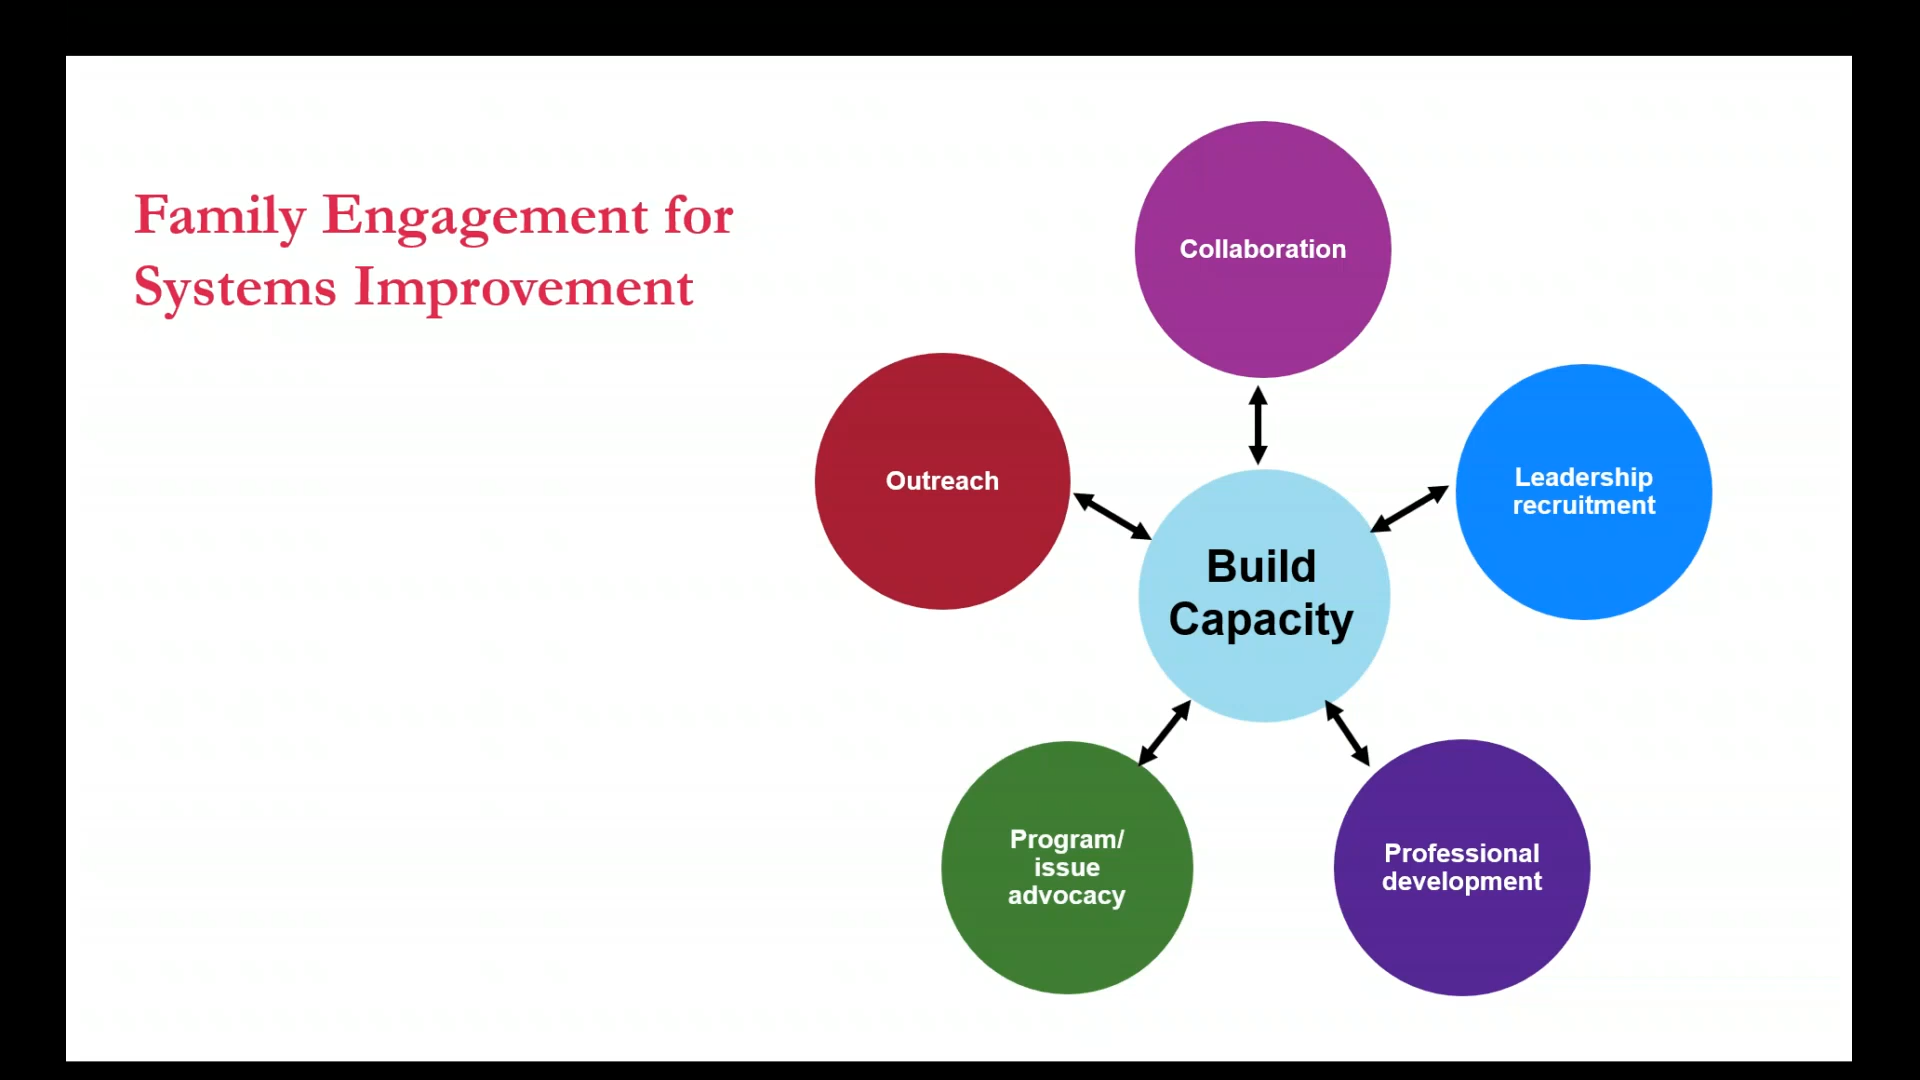 Family Engagement for
Systems Improvement
Collaboration
Outreach
Leadership
recruitment
Build
Capacity
Program/
issue
advocacy
Professional
development